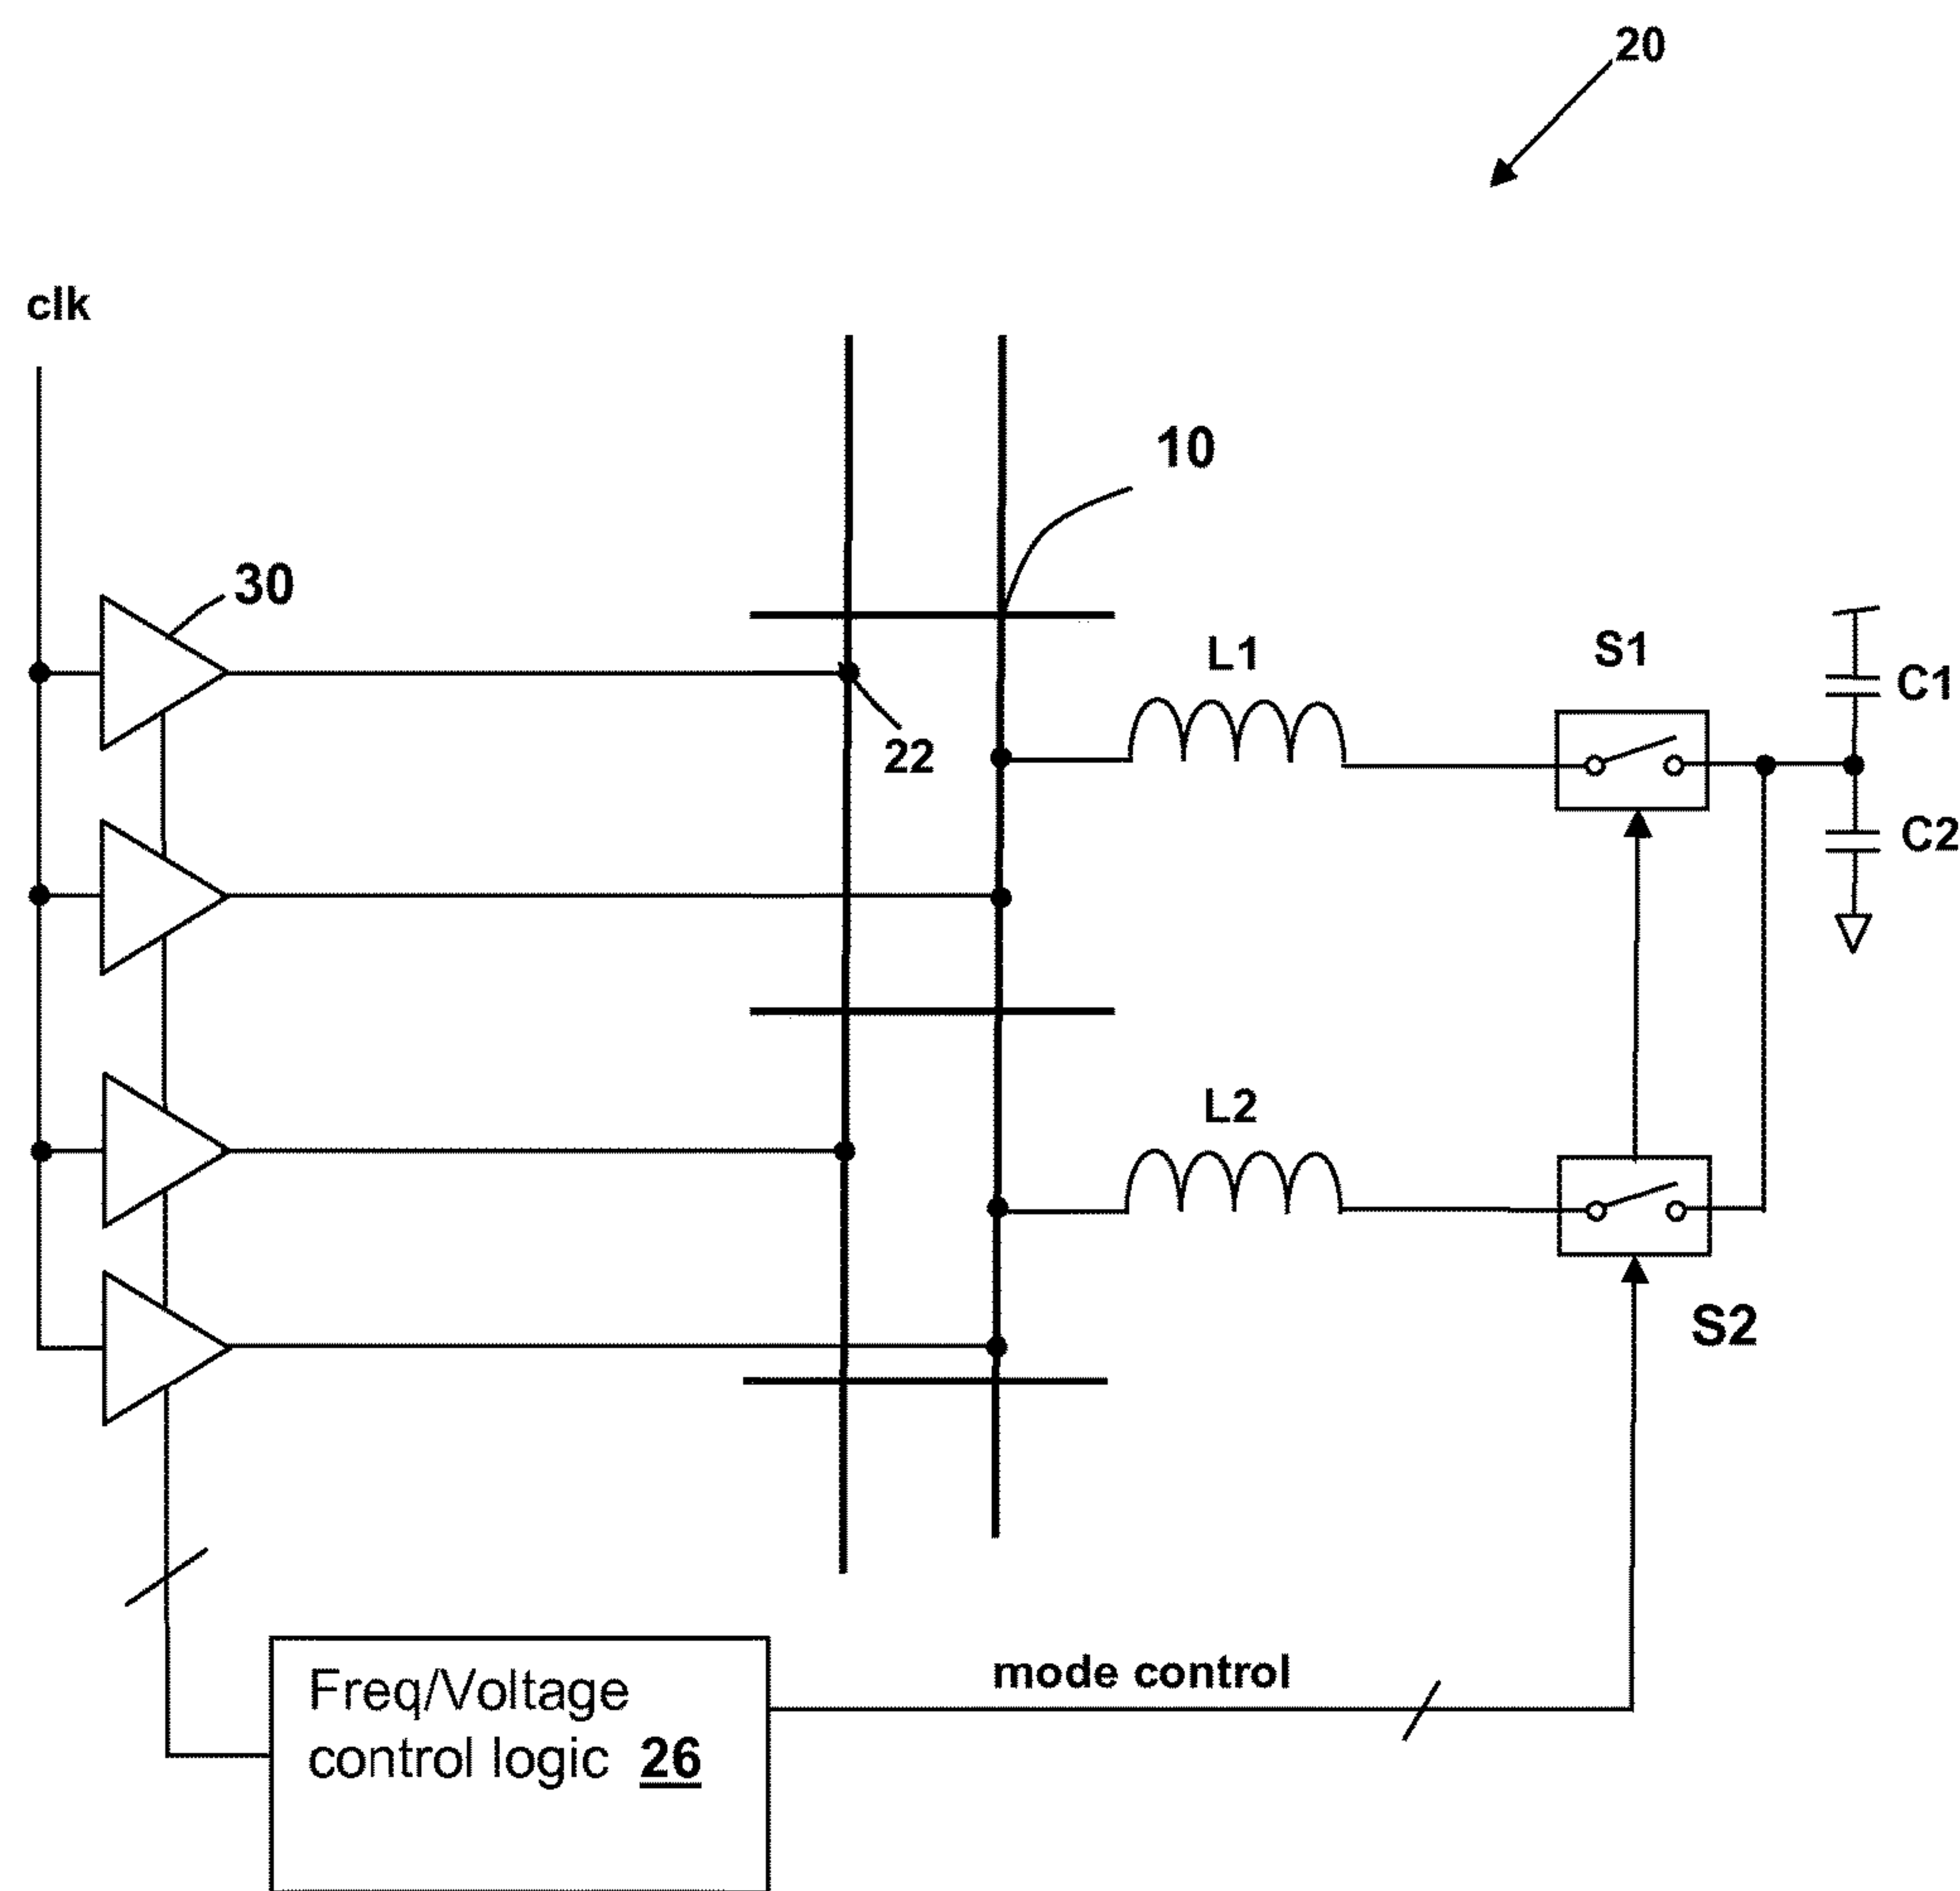 20
clk
10
30
L1
S1
C1
22
C2
L2
S2
mode control
Freq/Voltage
control logic 26